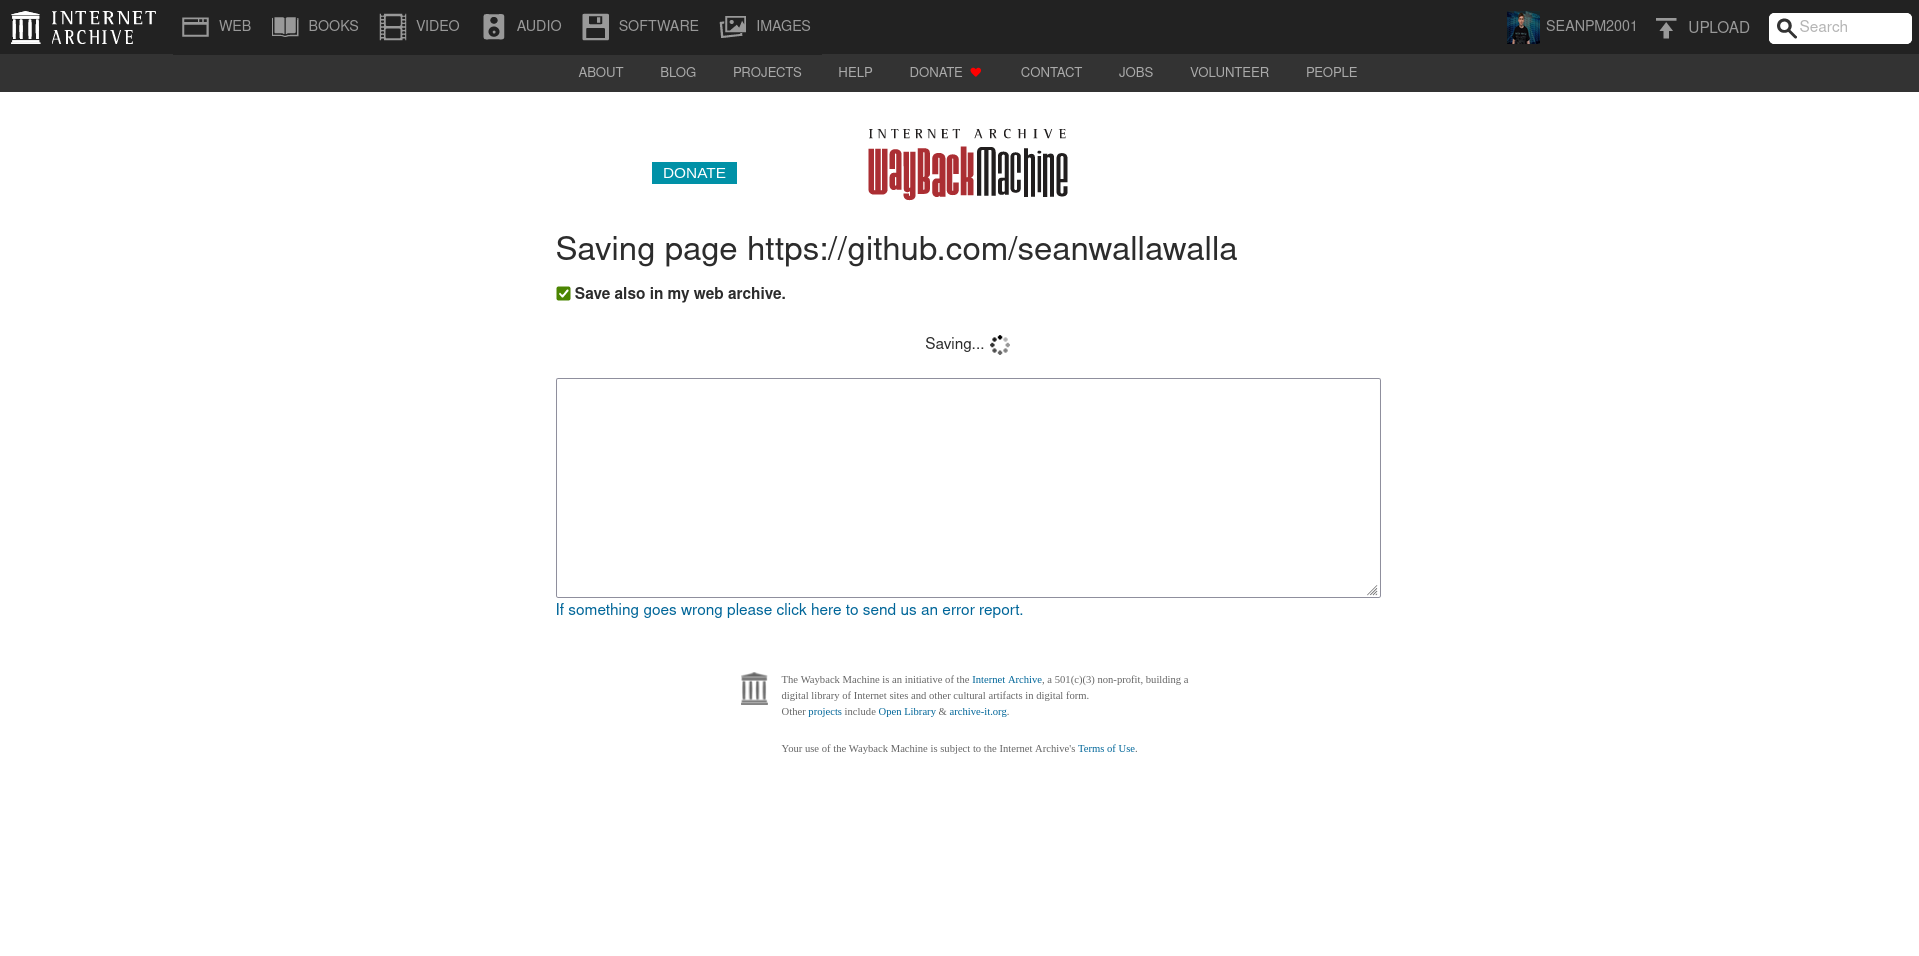 INTERNET
ARCHIVE
WEB BOOKS VIDEO AUDIO SOFTWARE IMAGES SEANPM2001 UPLOAD Search
ABOUT BLOG PROJECTS HELP DONATE CONTACT JOBS VOLUNTEER PEOPLE
INTERNET ARCHIVE
WayBackMachine
DONATE
Saving page https://github.com/seanwallawalla
Save also in my web archive.
Saving...
If something goes wrong please click here to send us an error report.
The Wayback Machine is an initiative of the Internet Archive, a 501(c)(3) non-profit, building a
digital library of Internet sites and other cultural artifacts in digital form.
Other projects include Open Library & archive-it.org.
Your use of the Wayback Machine is subject to the Internet Archive's Terms of Use.